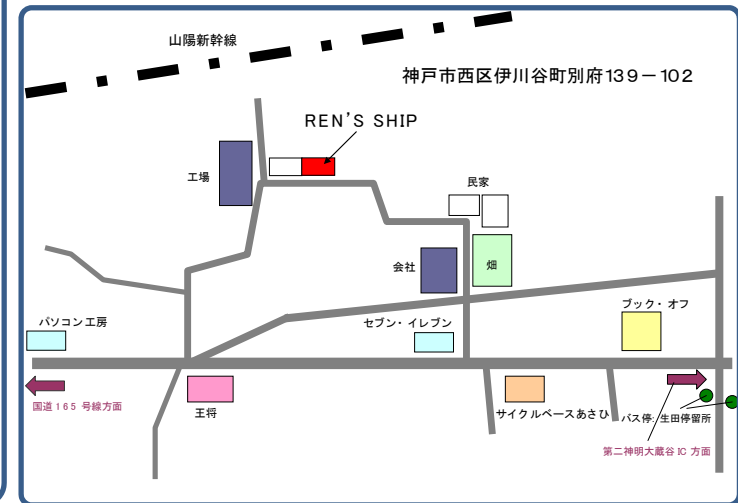 山陽新幹線
神戸市西区伊川谷町別府139－102
REN'S SHIP
工場
民家
会社
畑
パソコン工房
セブン・イレブン
ブック・オフ
国道165 号線方面
王将
サイクルベースあさひ
バス停: 生田停留所
第二神明大蔵谷IC 方面